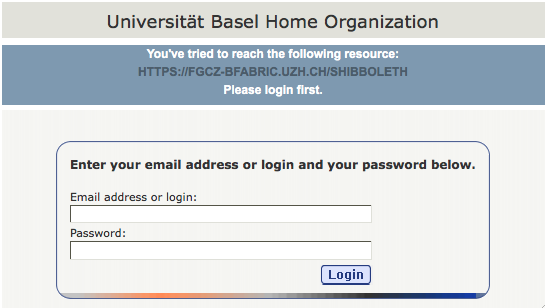 Universität Basel Home Organization
You've tried to reach the following resource:
HTTPS://FGCZ-BFABRIC.UZH.CH/SHIBBOLETH
Please login first.
Enter your email address or login and your password below.
Email address or login:
Password:
Login